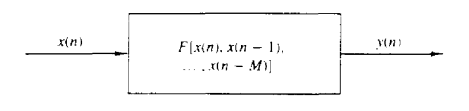 x(n)
F[x(n), x(n − 1),
..., x(n − M)]
y(n)